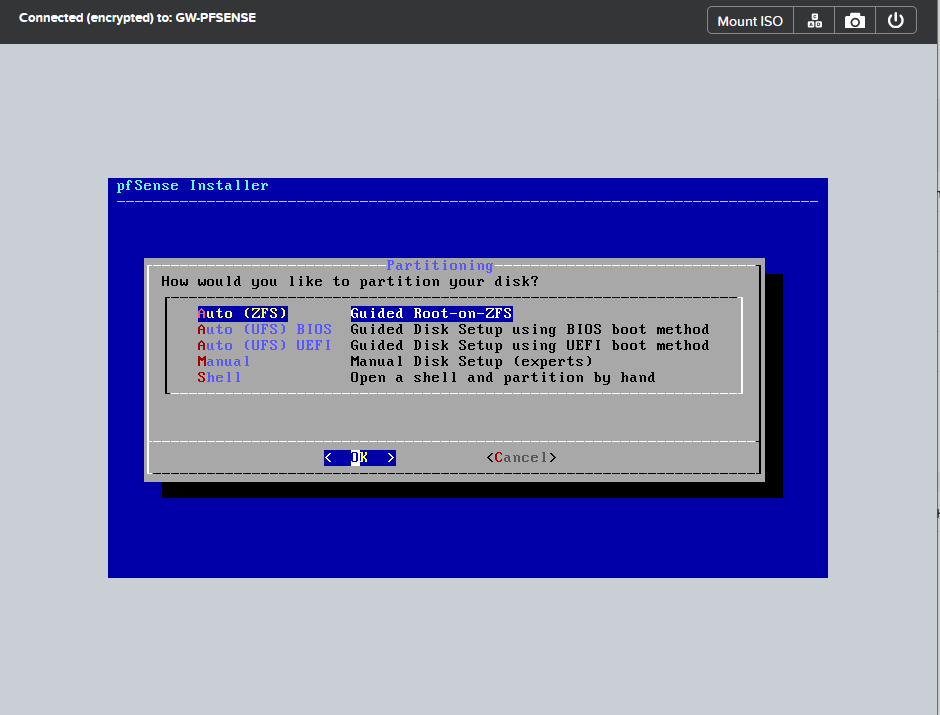 Connected (encrypted) to: GW-PFSENSE
Mount ISO
pfSense Installer
Partitioning
How would you like to partition your disk?
Auto (ZFS) Guided Root-on-ZFS
Auto (UFS) BIOS Guided Disk Setup using BIOS boot method
Auto (UFS) UEFI Guided Disk Setup using UEFI boot method
Manual Manual Disk Setup (experts)
Shell Open a shell and partition by hand
< OK > <Cancel>